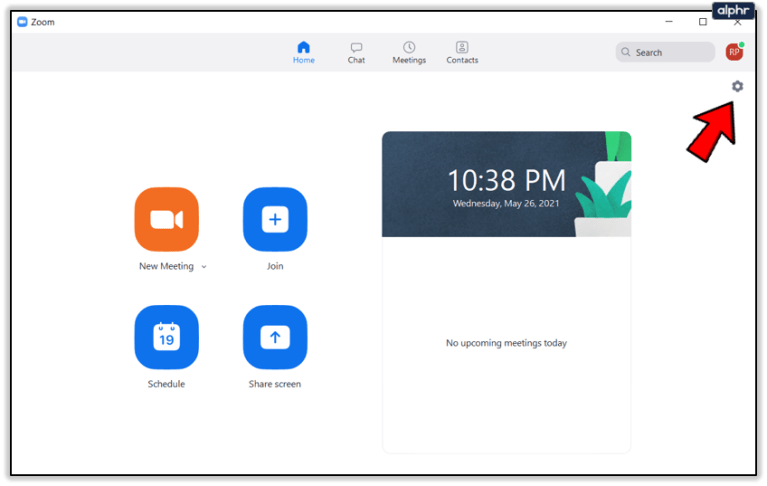 alphr
Zoom
Home
Chat
Meetings
Contacts
Search
RP
10:38 PM
Wednesday, May 26, 2021
New Meeting
Join
19
Schedule
Share screen
No upcoming meetings today